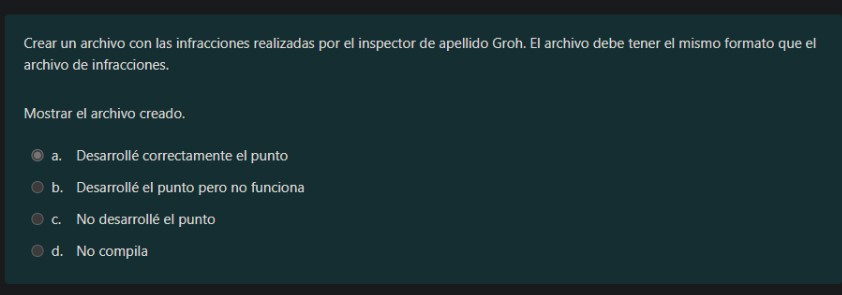 Crear un archivo con las infracciones realizadas por el inspector de apellido Groh. El archivo debe tener el mismo formato que el
archivo de infracciones.
Mostrar el archivo creado.
a. Desarrollé correctamente el punto
b. Desarrollé el punto pero no funciona
c. No desarrollé el punto
d. No compila